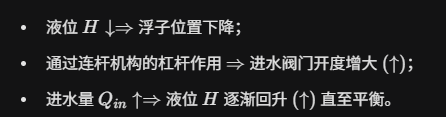 • 液位 H ↓⇒ 浮子位置下降；
• 通过连杆机构的杠杆作用 ⇒ 进水阀门开度增大 (↑)；
• 进水量 Qin ↑⇒ 液位 H 逐渐回升 (↑) 直至平衡。